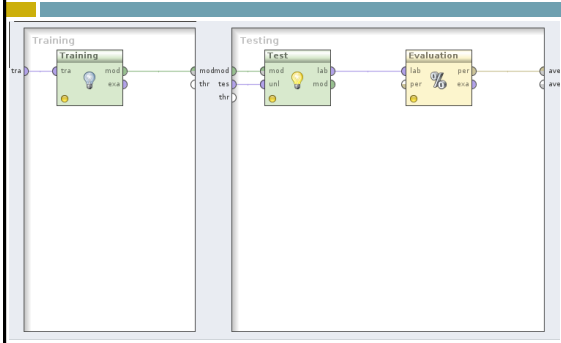 Training
Training
tra
tra
mod
exa
mod
thr
Testing
Test
mod
tes
thr
mod
unl
lab
mod
Evaluation
lab
per
%
per
exa
ave
ave